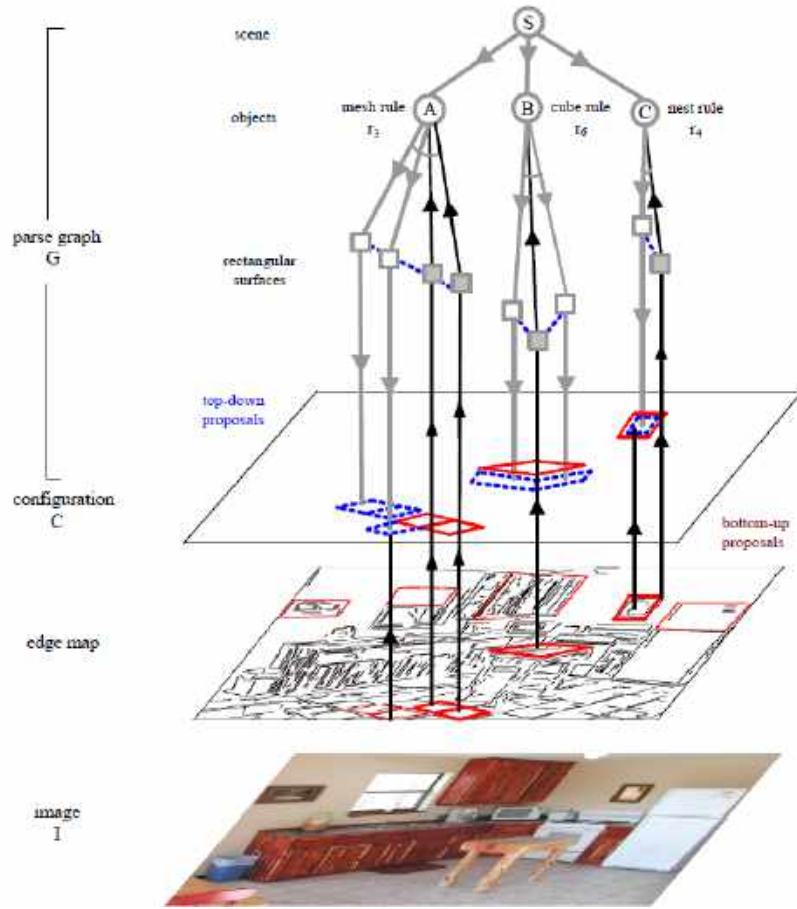 scene
S
objects
mesh rule
r3
A
B
cube rule
r6
C
nest rule
r4
parse graph
G
rectangular
surfaces
top-down
proposals
configuration
C
bottom-up
proposals
edge map
image
I